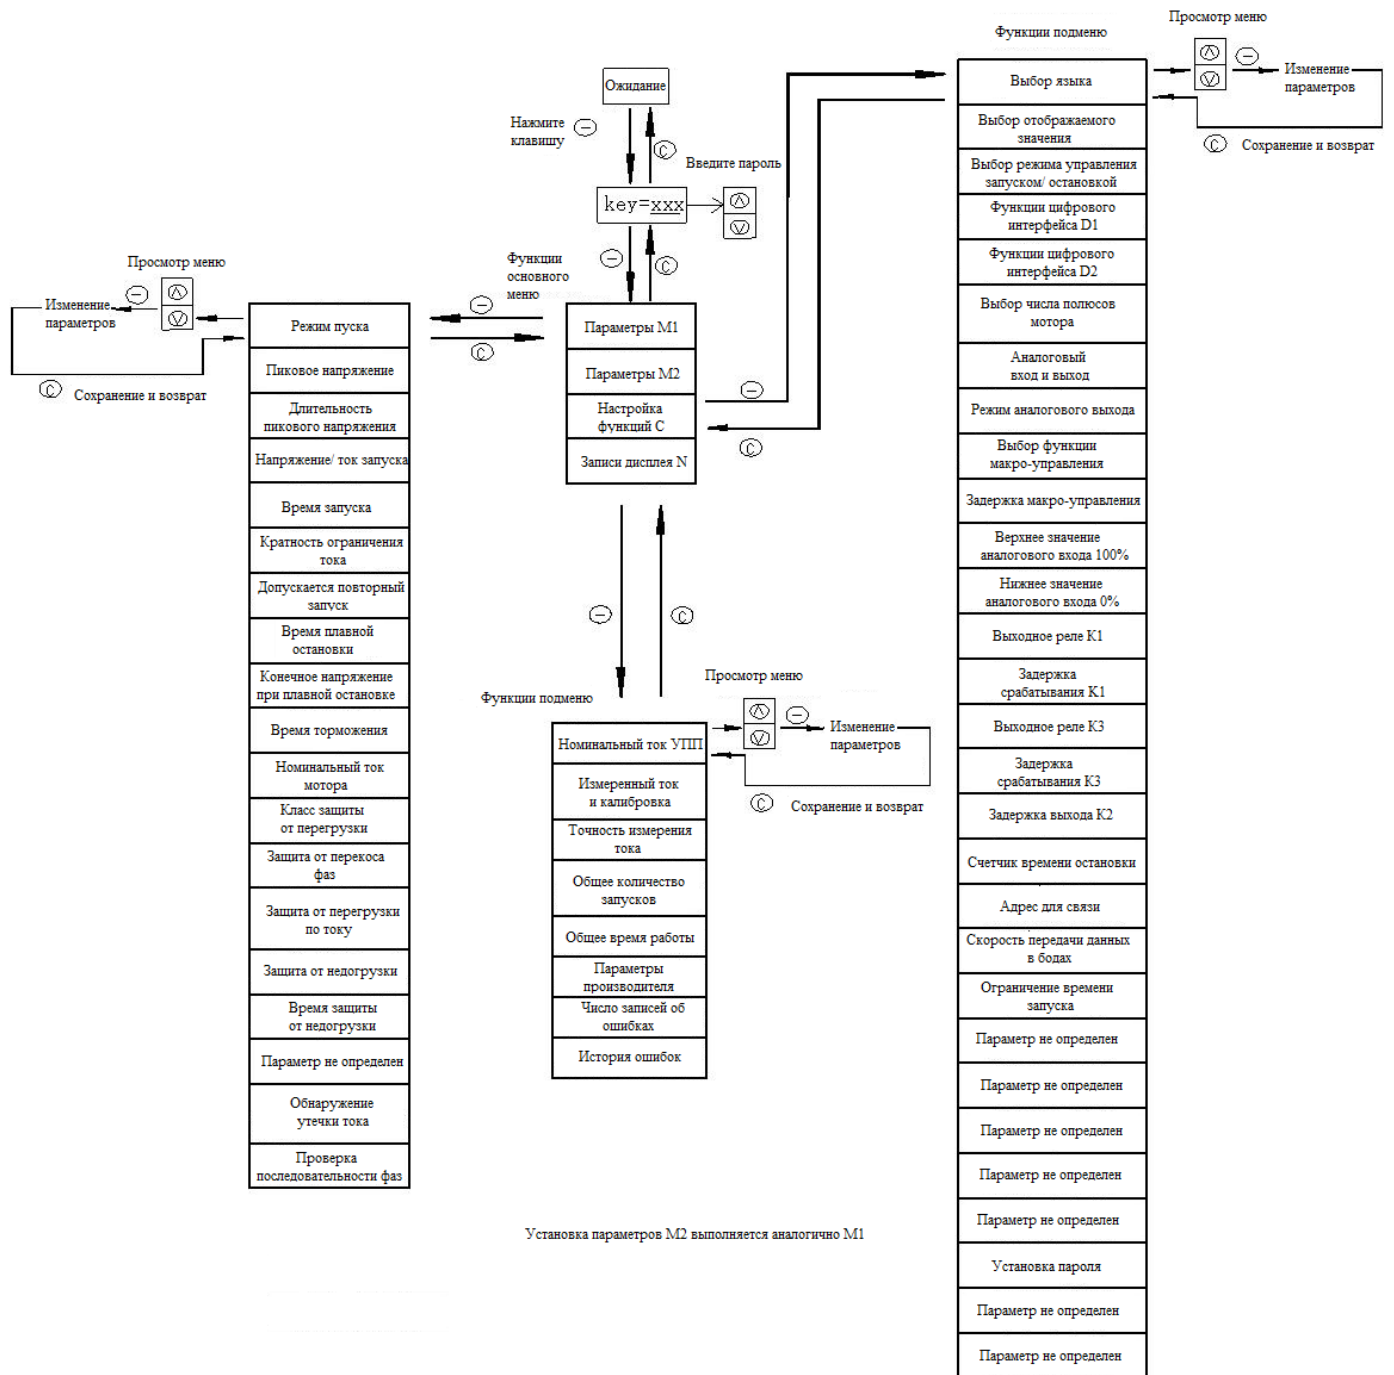 Просмотр меню
Функции подменю
Изменение
параметров
C Сохранение и возврат
Ожидание
Нажмите
клавишу
C
Введите пароль
key=xxx
C
Функции
основного
меню
Просмотр меню
Изменение
параметров
C Сохранение и возврат
C
Параметры M1
Параметры M2
Настройка
функций C
Записи дисплея N
C
C
Режим пуска
Пиковое напряжение
Длительность
пикового напряжения
Напряжение/ ток запуска
Время запуска
Кратность ограничения
тока
Допускается повторный
запуск
Время плавной
остановки
Конечное напряжение
при плавной остановке
Время торможения
Номинальный ток
мотора
Класс защиты
от перегрузки
Защита от перекоса
фаз
Защита от перегрузки
по току
Защита от недогрузки
Время защиты
от недогрузки
Параметр не определен
Обнаружение
утечки тока
Проверка
последовательности фаз
Функции подменю
Просмотр меню
Изменение
параметров
C Сохранение и возврат
Номинальный ток УПП
Измеренный ток
и калибровка
Точность измерения
тока
Общее количество
запусков
Общее время работы
Параметры
производителя
Число записей об
ошибках
История ошибок
Установка параметров M2 выполняется аналогично M1
Выбор языка
Выбор отображаемого
значения
Выбор режима управления
запуском/ остановкой
Функции цифрового
интерфейса D1
Функции цифрового
интерфейса D2
Выбор числа полюсов
мотора
Аналоговый
вход и выход
Режим аналогового выхода
Выбор функции
макро-управления
Задержка макро-управления
Верхнее значение
аналогового входа 100%
Нижнее значение
аналогового входа 0%
Выходное реле K1
Задержка
срабатывания K1
Выходное реле K3
Задержка
срабатывания K3
Задержка выхода K2
Счетчик времени остановки
Адрес для связи
Скорость передачи данных
в бодах
Ограничение времени
запуска
Параметр не определен
Параметр не определен
Параметр не определен
Параметр не определен
Параметр не определен
Установка пароля
Параметр не определен
Параметр не определен